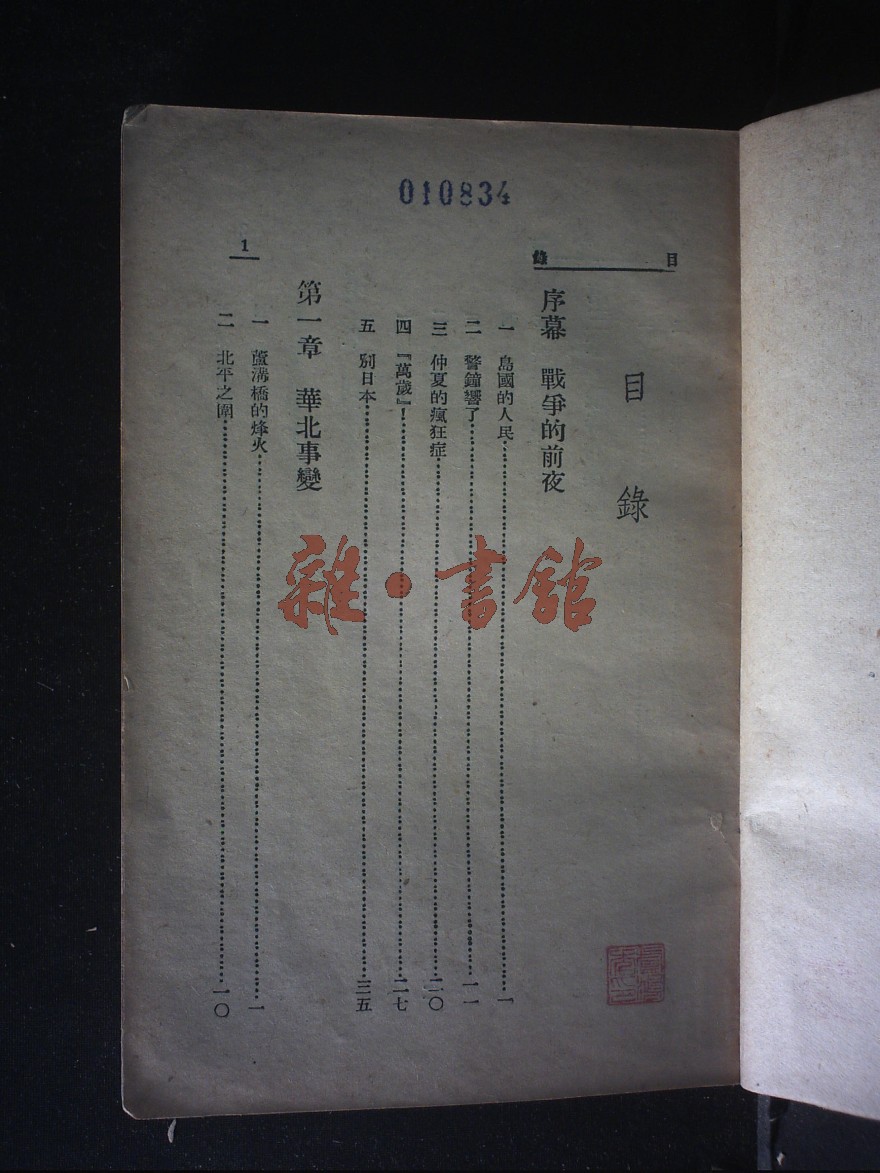 010834
目錄
目錄
序幕 戰爭的前夜
一 島國的人民……一
二 警鐘響了……一一
三 仲夏的瘋狂症……二〇
四 『萬歲』!……二七
五 別日本……三五
第一章 華北事變
一 蘆溝橋的烽火……一
二 北平之圍……一〇
1
雜·書館